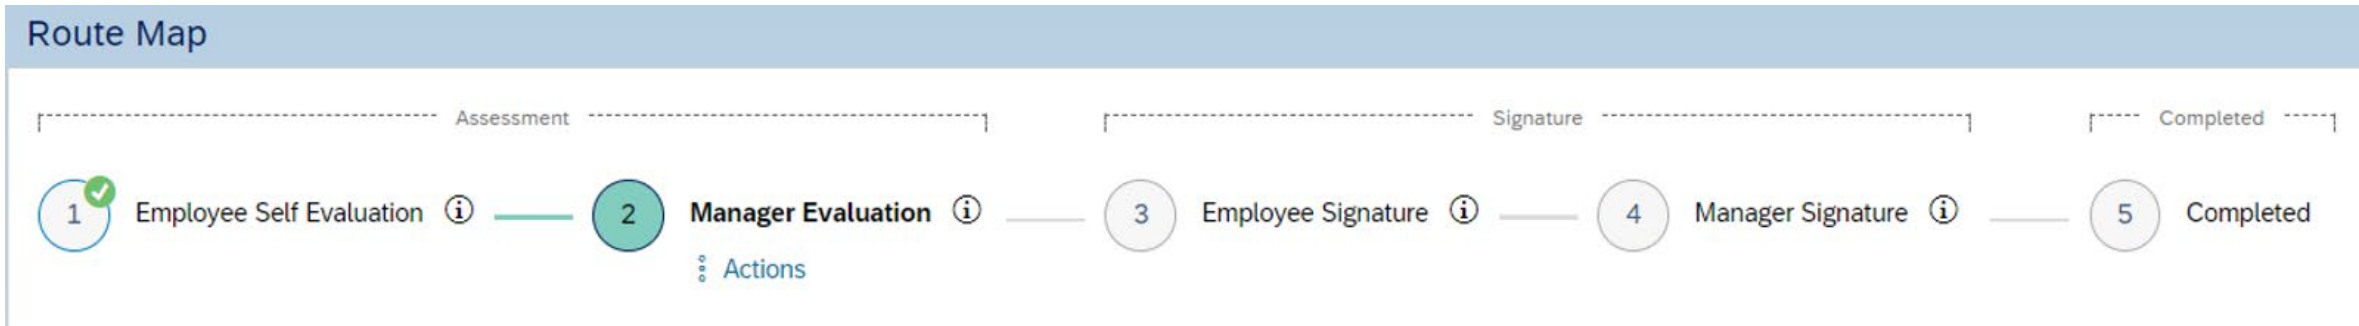 Route Map
Assessment Signature Completed
1 Employee Self Evaluation i 2 Manager Evaluation i 3 Employee Signature i 4 Manager Signature i 5 Completed
Actions